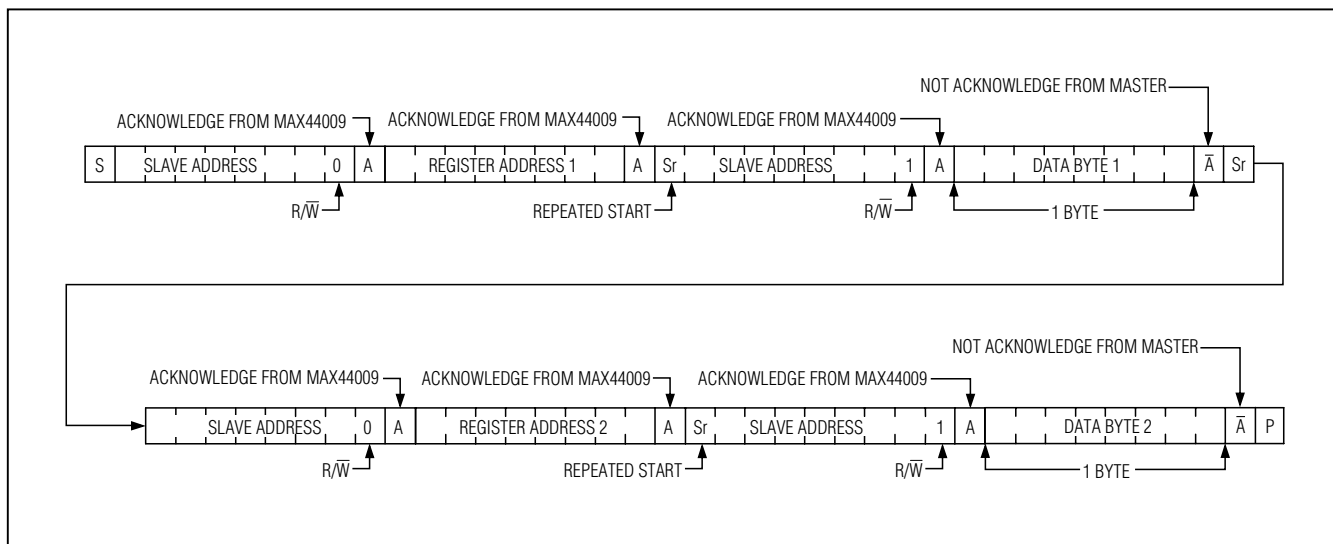 NOT ACKNOWLEDGE FROM MASTER
ACKNOWLEDGE FROM MAX44009 ACKNOWLEDGE FROM MAX44009 ACKNOWLEDGE FROM MAX44009
S SLAVE ADDRESS 0 A REGISTER ADDRESS 1 A Sr SLAVE ADDRESS 1 A DATA BYTE 1 A̅ Sr
R/W̅ REPEATED START R/W̅ 1 BYTE
NOT ACKNOWLEDGE FROM MASTER
ACKNOWLEDGE FROM MAX44009 ACKNOWLEDGE FROM MAX44009 ACKNOWLEDGE FROM MAX44009
SLAVE ADDRESS 0 A REGISTER ADDRESS 2 A Sr SLAVE ADDRESS 1 A DATA BYTE 2 A̅ P
R/W̅ REPEATED START R/W̅ 1 BYTE